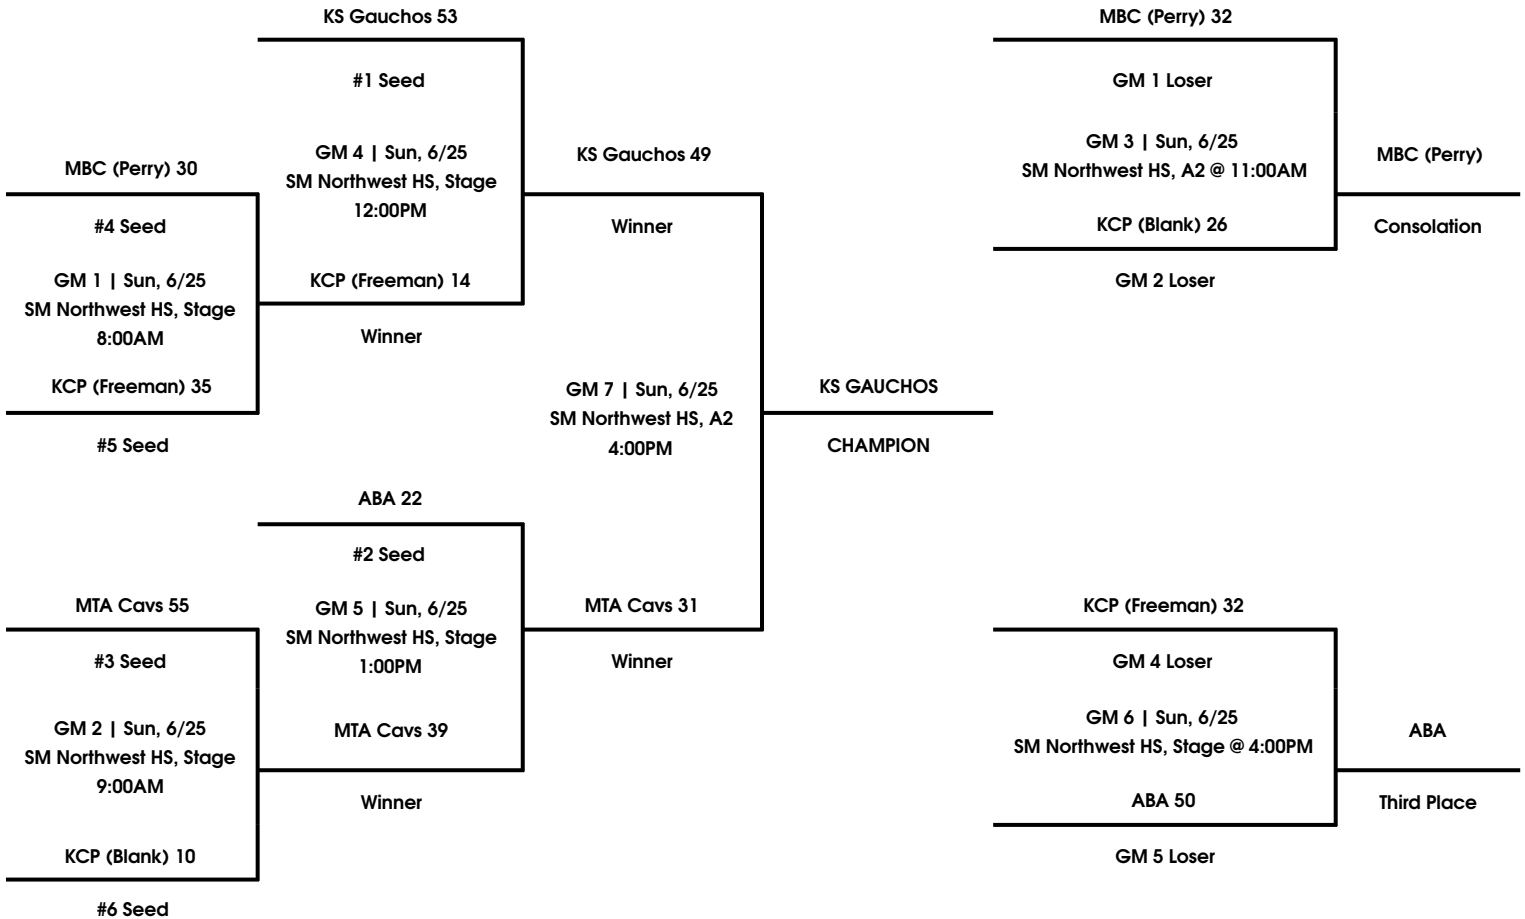 KS Gauchos 53
#1 Seed
GM 4 | Sun, 6/25
SM Northwest HS, Stage
12:00PM
KCP (Freeman) 14
Winner
MBC (Perry) 30
#4 Seed
GM 1 | Sun, 6/25
SM Northwest HS, Stage
8:00AM
KCP (Freeman) 35
#5 Seed
KS Gauchos 49
Winner
GM 7 | Sun, 6/25
SM Northwest HS, A2
4:00PM
KS GAUCHOS
CHAMPION
ABA 22
#2 Seed
GM 5 | Sun, 6/25
SM Northwest HS, Stage
1:00PM
MTA Cavs 39
Winner
MTA Cavs 31
Winner
MTA Cavs 55
#3 Seed
GM 2 | Sun, 6/25
SM Northwest HS, Stage
9:00AM
KCP (Blank) 10
#6 Seed
MBC (Perry) 32
GM 1 Loser
GM 3 | Sun, 6/25
SM Northwest HS, A2 @ 11:00AM
KCP (Blank) 26
GM 2 Loser
MBC (Perry)
Consolation
KCP (Freeman) 32
GM 4 Loser
GM 6 | Sun, 6/25
SM Northwest HS, Stage @ 4:00PM
ABA 50
GM 5 Loser
ABA
Third Place